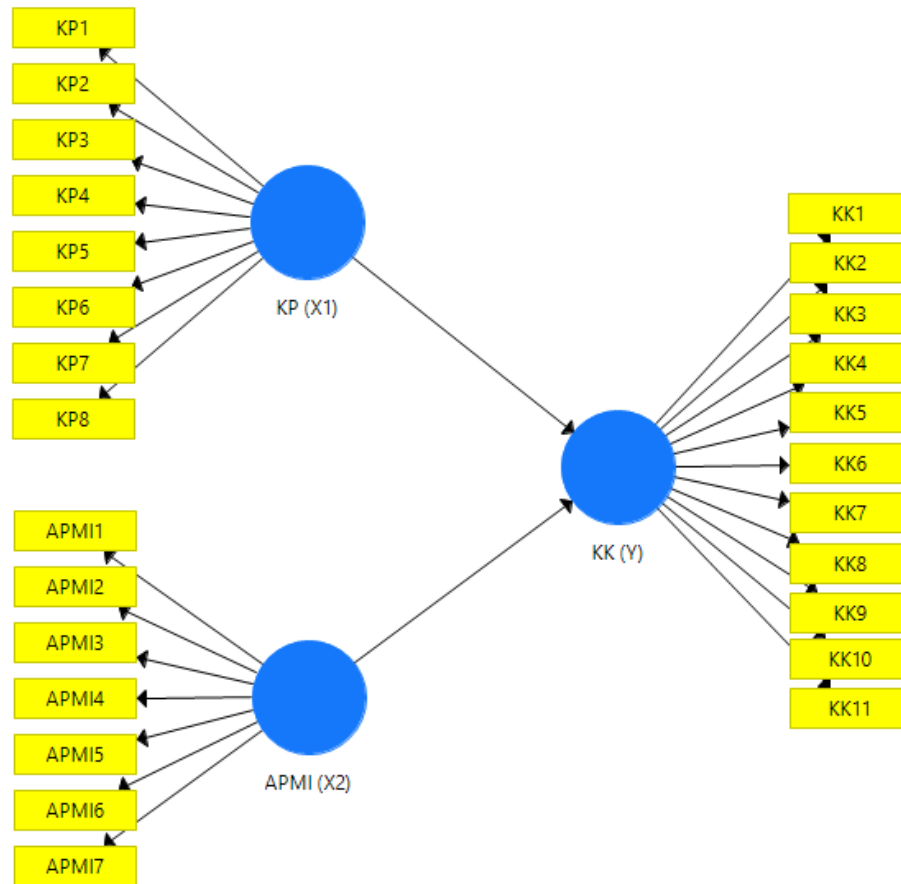 KP1
KP2
KP3
KP4
KP5
KP6
KP7
KP8
KP (X1)
APMI1
APMI2
APMI3
APMI4
APMI5
APMI6
APMI7
APMI (X2)
KK (Y)
KK1
KK2
KK3
KK4
KK5
KK6
KK7
KK8
KK9
KK10
KK11